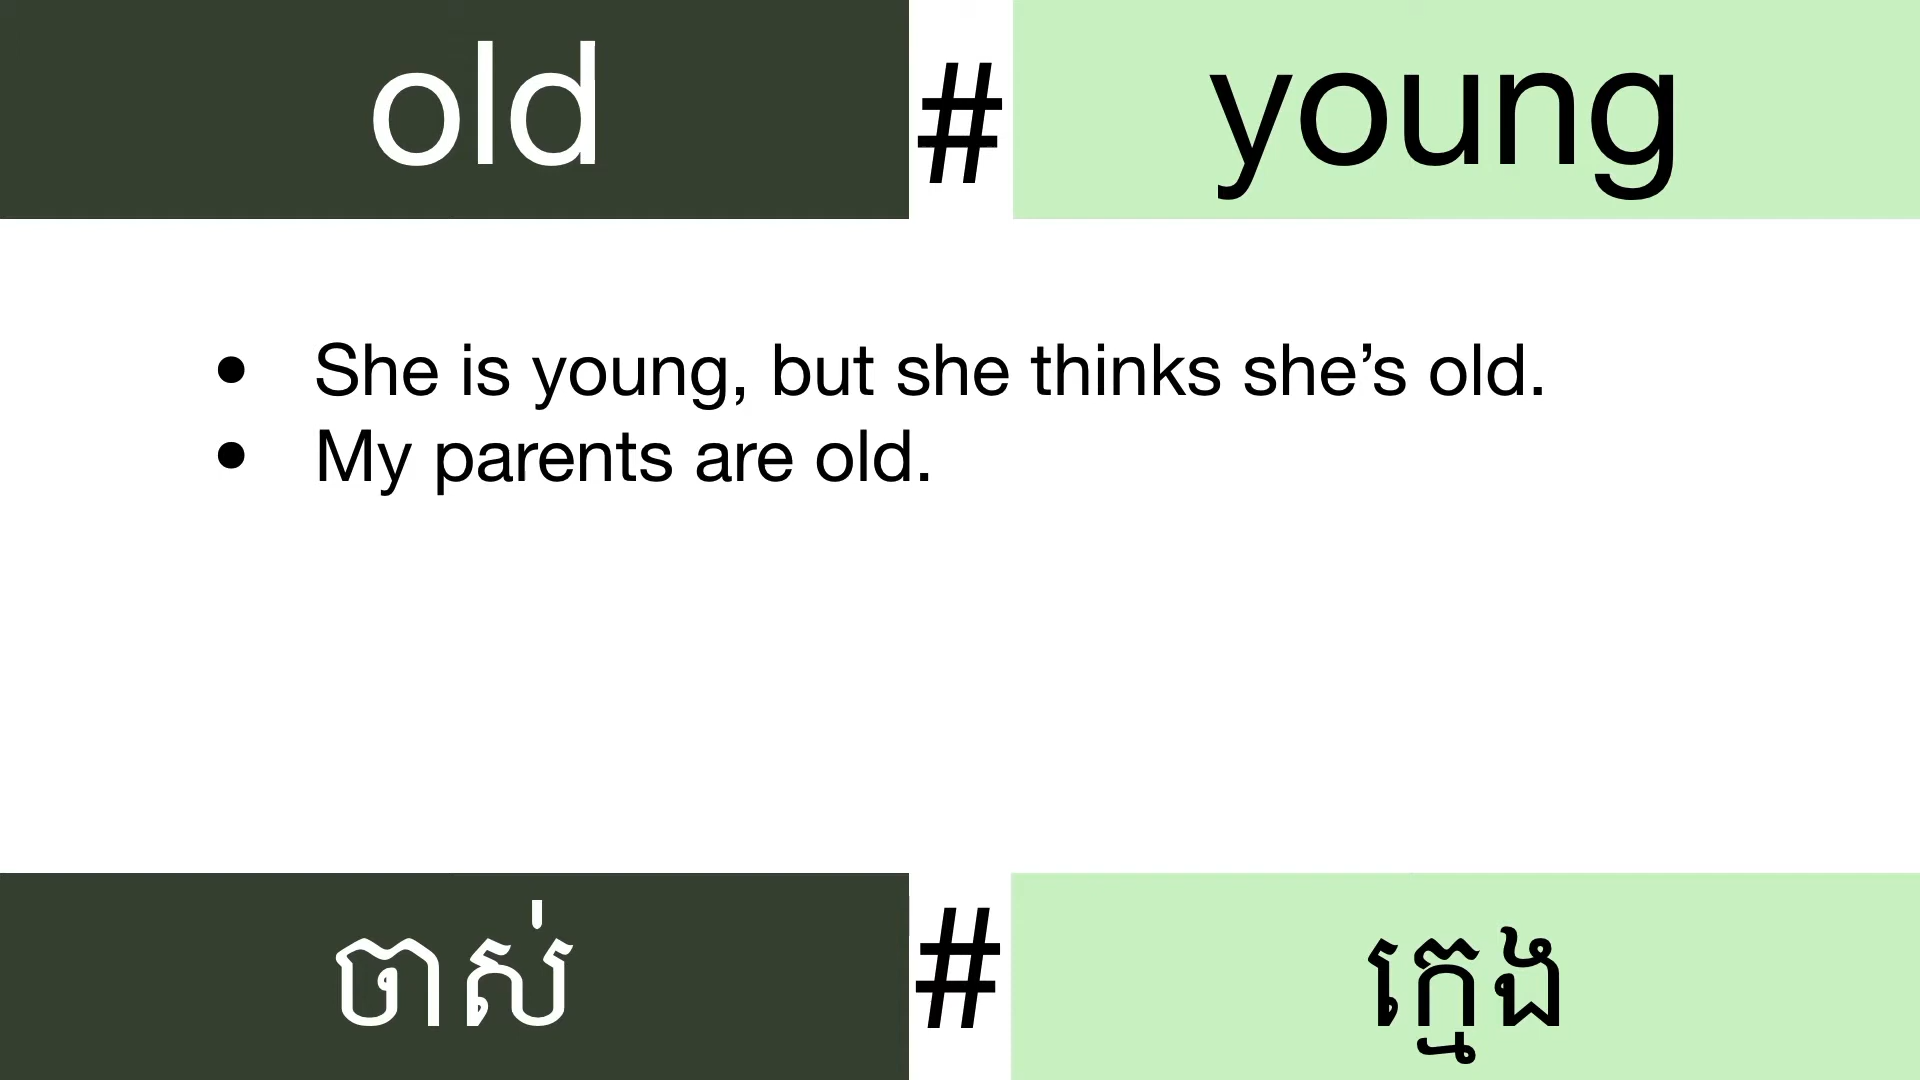 old # young
• She is young, but she thinks she’s old.
• My parents are old.
ចាស់ # ក្មេង